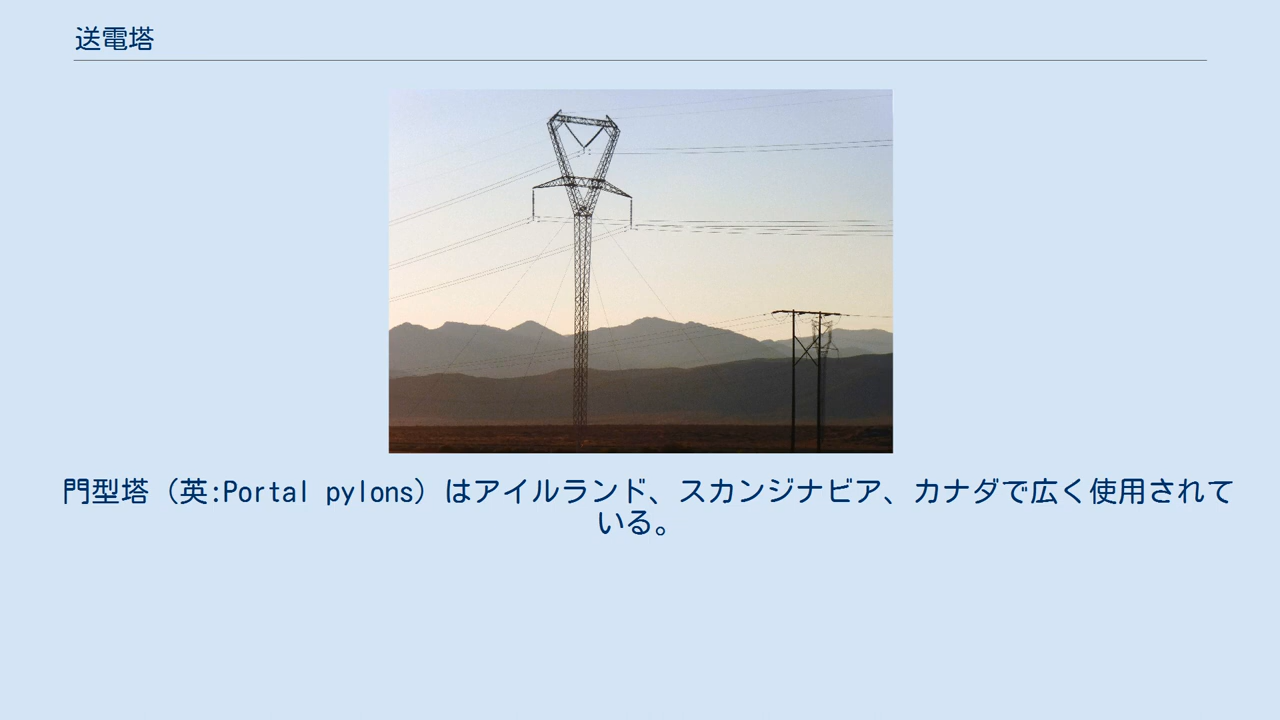 送電塔
門型塔（英:Portal pylons）はアイルランド、スカンジナビア、カナダで広く使用されて
いる。